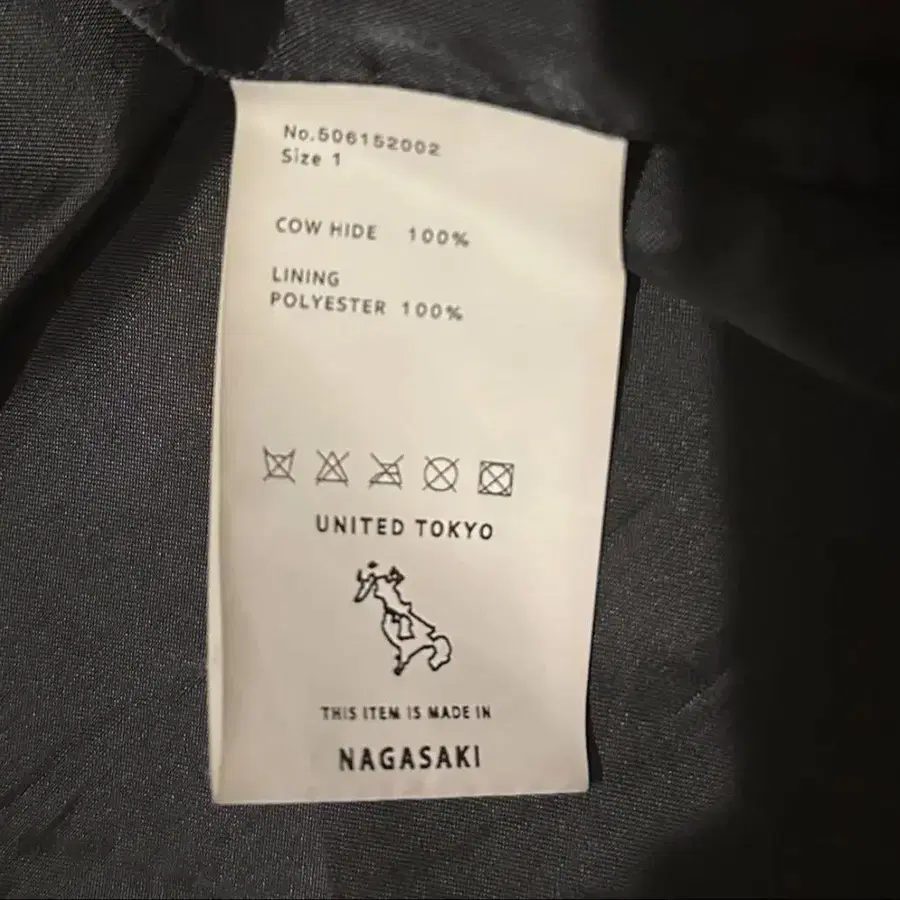 No.506152002
Size 1
COW HIDE 100%
LINING
POLYESTER 100%
UNITED TOKYO
THIS ITEM IS MADE IN
NAGASAKI